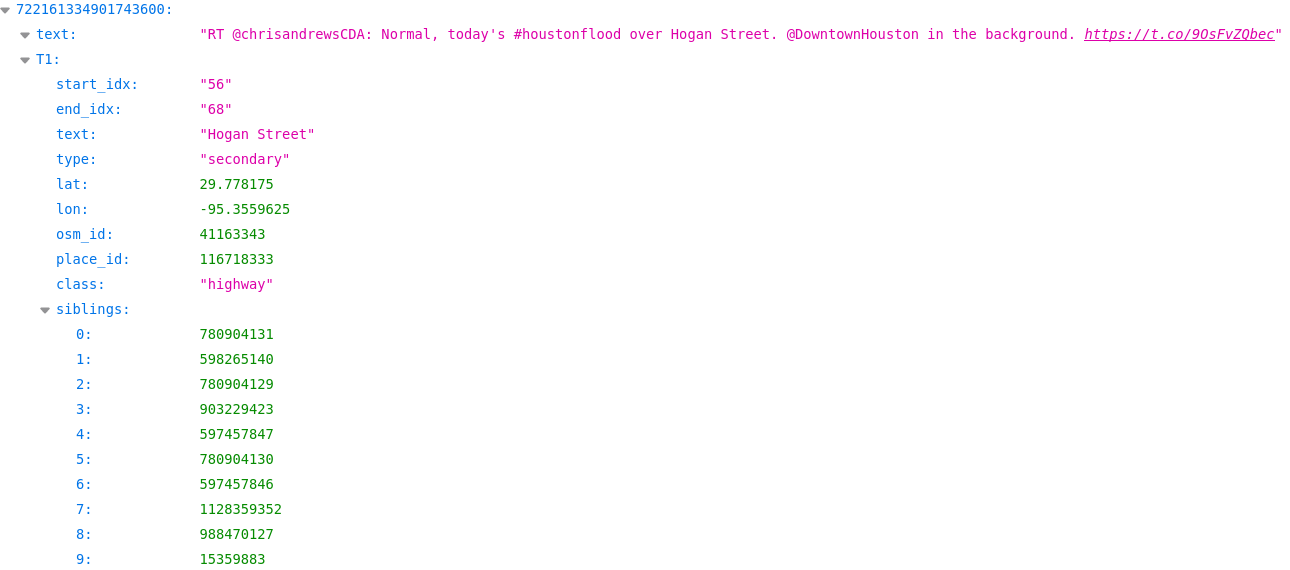 722161334901743600:
text: "RT @chrisandrewsCDA: Normal, today's #houstonflood over Hogan Street. @DowntownHouston in the background. https://t.co/9OsFvZQbec"
T1:
start_idx: "56"
end_idx: "68"
text: "Hogan Street"
type: "secondary"
lat: 29.778175
lon: -95.3559625
osm_id: 41163343
place_id: 116718333
class: "highway"
siblings:
0: 780904131
1: 598265140
2: 780904129
3: 903229423
4: 597457847
5: 780904130
6: 597457846
7: 1128359352
8: 988470127
9: 15359883